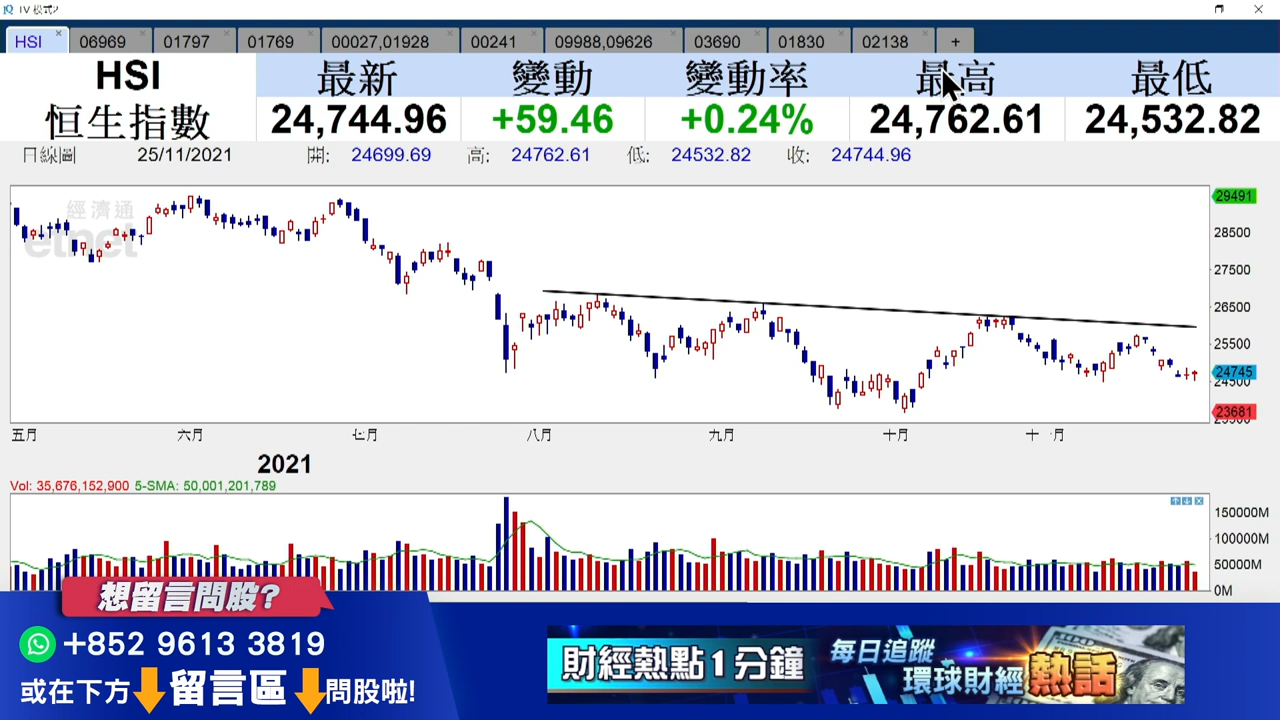 TV 模式2
HSI 06969 01797 01769 00027,01928 00241 09988,09626 03690 01830 02138 +
HSI 最新 變動 變動率 最高 最低
恒生指數 24,744.96 +59.46 +0.24% 24,762.61 24,532.82
日線圖 25/11/2021 開: 24699.69 高: 24762.61 低: 24532.82 收: 24744.96
經濟通
etnet
29491
28500
27500
26500
25500
24745
24500
23681
五月 六月 七月 八月 九月 十月 十一月
2021
Vol: 35,676,152,900 5-SMA: 50,001,201,789
150000M
100000M
50000M
0M
想留言問股?
+852 9613 3819
或在下方 留言區 問股啦!
財經熱點1分鐘
每日追蹤
環球財經熱話